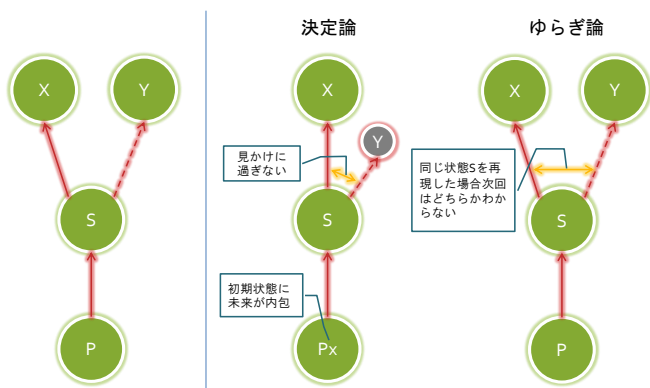 決定論
ゆらぎ論
X
Y
S
P
X
Y
見かけに
過ぎない
S
初期状態に
未来が内包
Px
X
Y
同じ状態Sを再
現した場合次回
はどちらかわか
らない
S
P